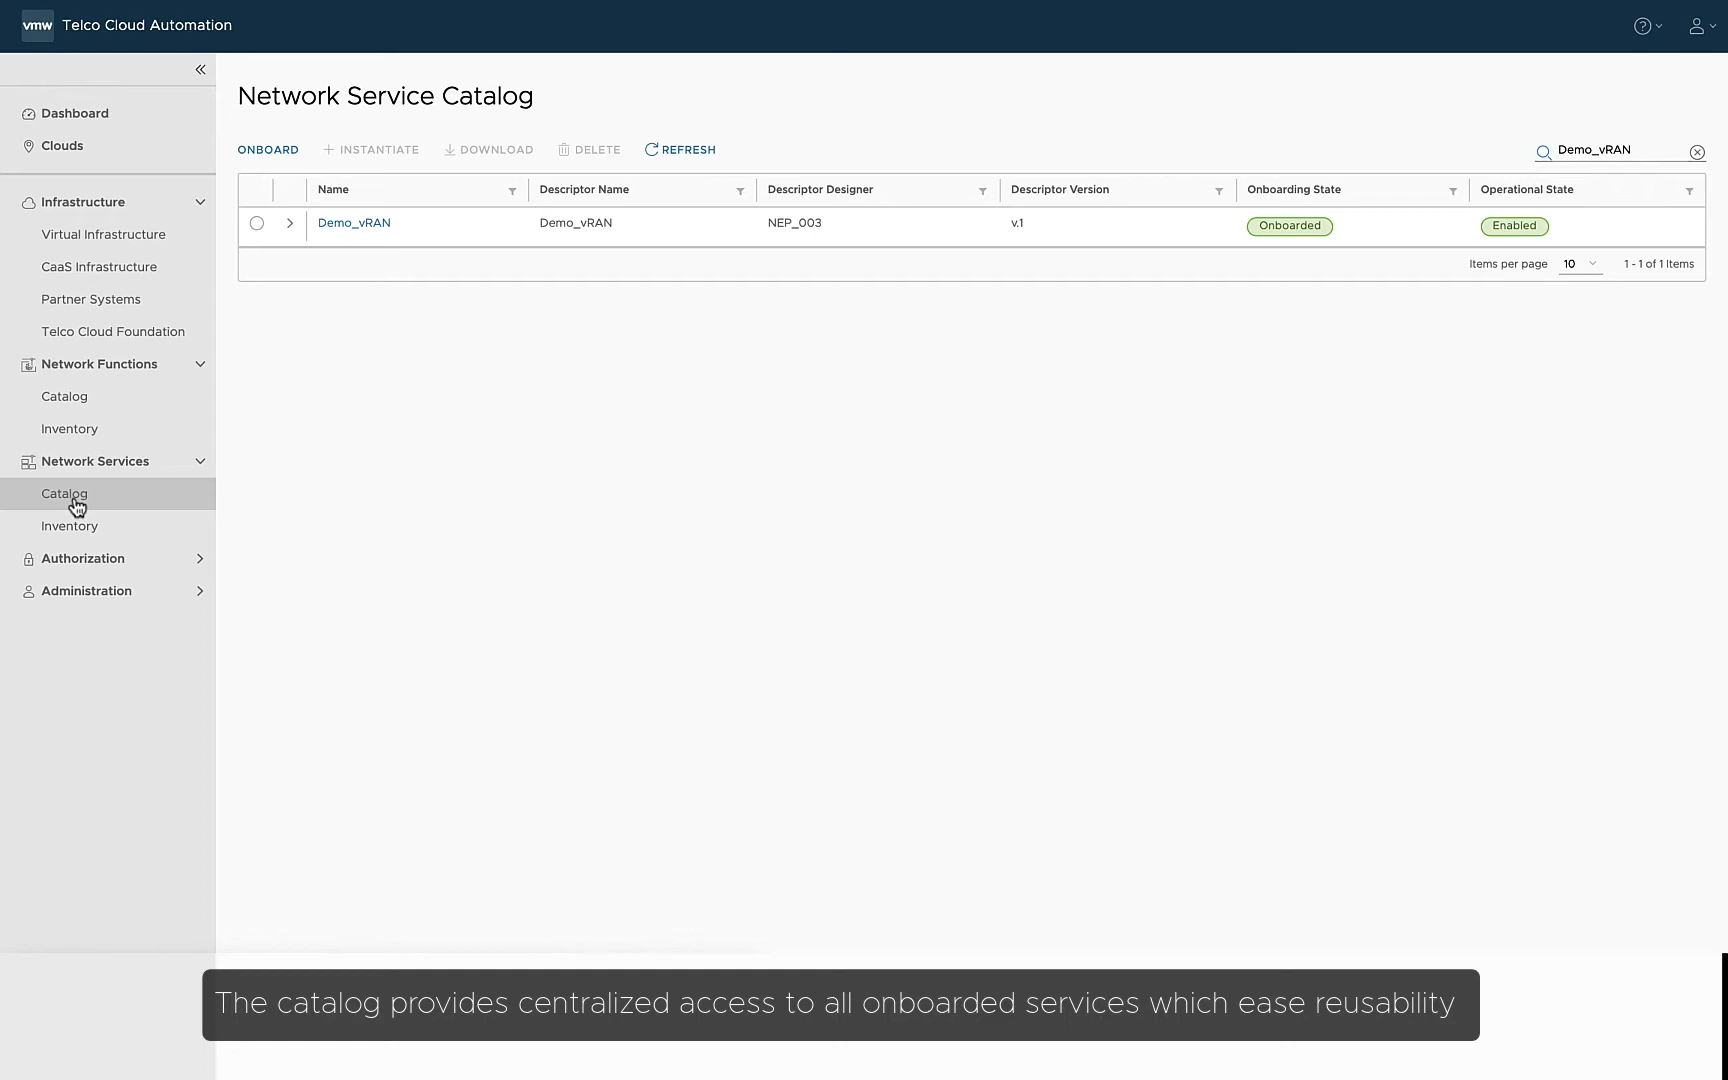 vmw Telco Cloud Automation
Dashboard
Clouds
Infrastructure
Virtual Infrastructure
CaaS Infrastructure
Partner Systems
Telco Cloud Foundation
Network Functions
Catalog
Inventory
Network Services
Catalog
Inventory
Authorization
Administration
Network Service Catalog
ONBOARD + INSTANTIATE DOWNLOAD DELETE REFRESH Demo_vRAN
Name Descriptor Name Descriptor Designer Descriptor Version Onboarding State Operational State
Demo_vRAN Demo_vRAN NEP_003 v.1 Onboarded Enabled
Items per page 10 1 - 1 of 1 Items
The catalog provides centralized access to all onboarded services which ease reusability